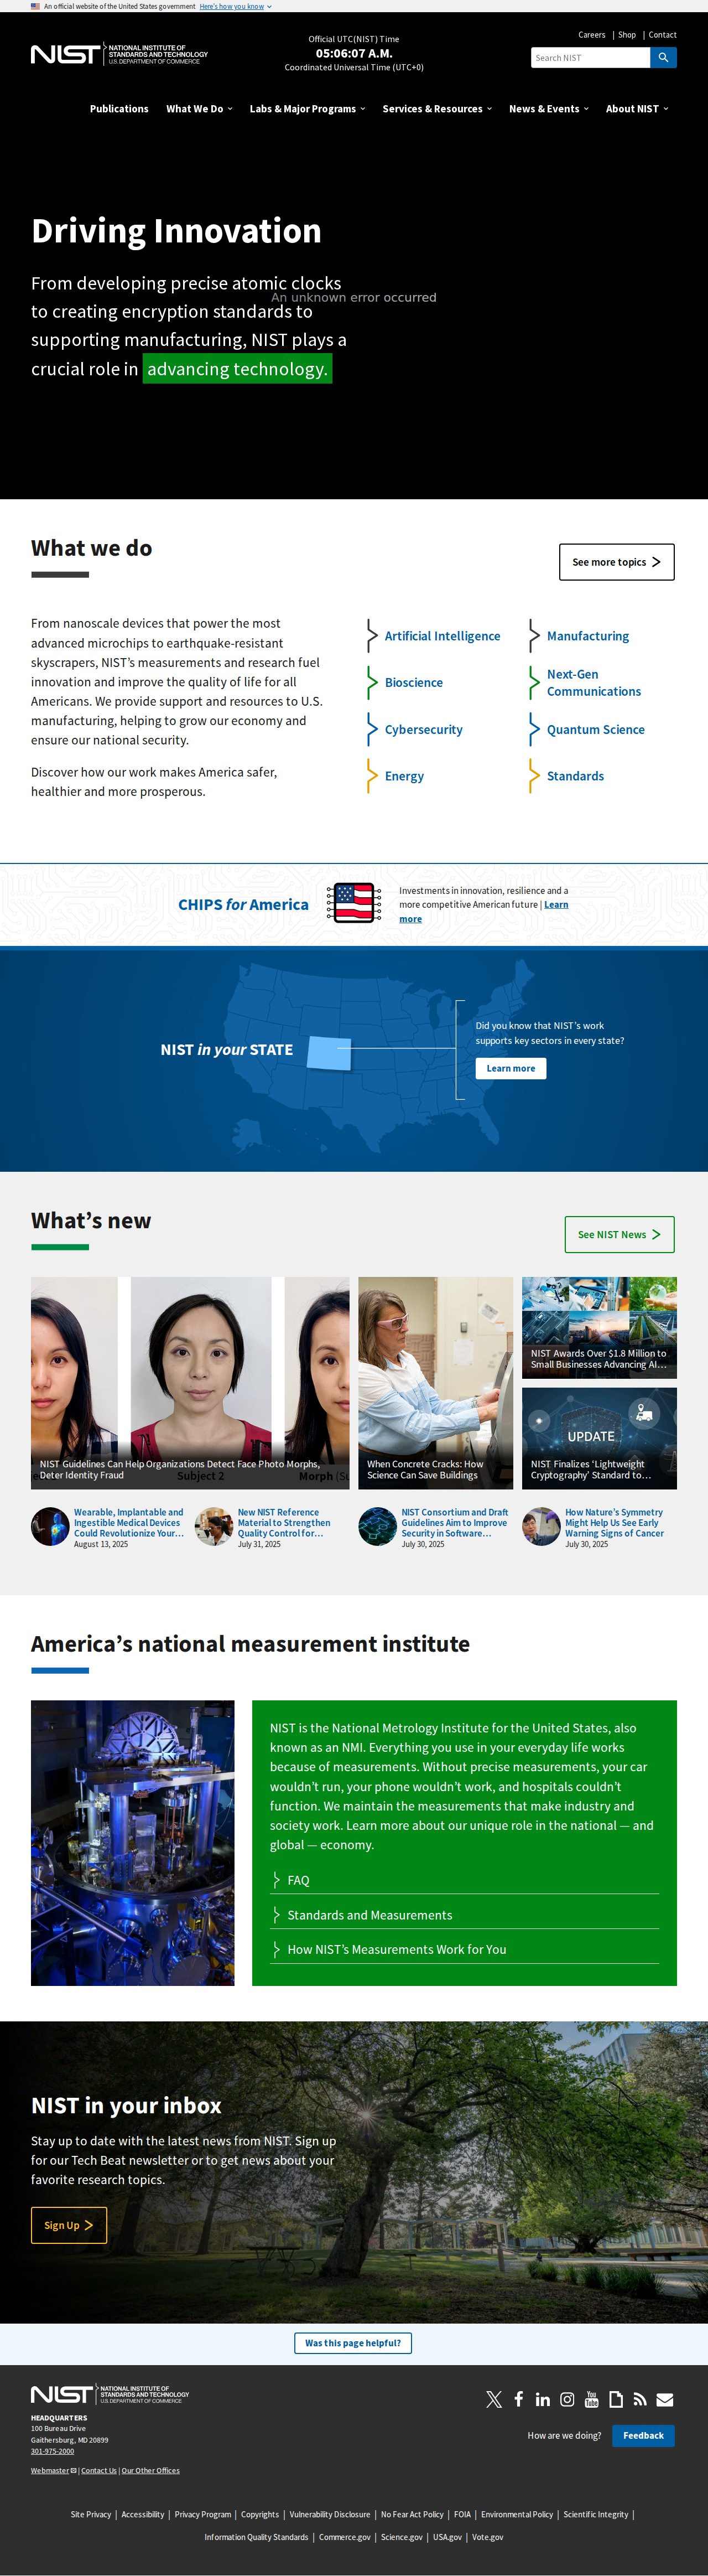 An official website of the United States government Here's how you know
NIST NATIONAL INSTITUTE OF
STANDARDS AND TECHNOLOGY
U.S. DEPARTMENT OF COMMERCE
Official UTC(NIST) Time
05:06:07 A.M.
Coordinated Universal Time (UTC+0)
Careers | Shop | Contact
Search NIST
Publications What We Do Labs & Major Programs Services & Resources News & Events About NIST
Driving Innovation
From developing precise atomic clocks
to creating encryption standards to
supporting manufacturing, NIST plays a
crucial role in advancing technology.
An unknown error occurred
What we do
See more topics
From nanoscale devices that power the most
advanced microchips to earthquake-resistant
skyscrapers, NIST’s measurements and research fuel
innovation and improve the quality of life for all
Americans. We provide support and resources to U.S.
manufacturing, helping to grow our economy and
ensure our national security.
Discover how our work makes America safer,
healthier and more prosperous.
Artificial Intelligence
Manufacturing
Bioscience
Next-Gen
Communications
Cybersecurity
Quantum Science
Energy
Standards
CHIPS for America
Investments in innovation, resilience and a
more competitive American future | Learn
more
NIST in your STATE
Did you know that NIST’s work
supports key sectors in every state?
Learn more
What’s new
See NIST News
Subject 2
Morph
NIST Guidelines Can Help Organizations Detect Face Photo Morphs,
Deter Identity Fraud
When Concrete Cracks: How
Science Can Save Buildings
NIST Awards Over $1.8 Million to
Small Businesses Advancing AI…
UPDATE
NIST Finalizes ‘Lightweight
Cryptography’ Standard to…
Wearable, Implantable and
Ingestible Medical Devices
Could Revolutionize Your…
August 13, 2025
New NIST Reference
Material to Strengthen
Quality Control for…
July 31, 2025
NIST Consortium and Draft
Guidelines Aim to Improve
Security in Software…
July 30, 2025
How Nature’s Symmetry
Might Help Us See Early
Warning Signs of Cancer
July 30, 2025
America’s national measurement institute
NIST is the National Metrology Institute for the United States, also
known as an NMI. Everything you use in your everyday life works
because of measurements. Without precise measurements, your car
wouldn’t run, your phone wouldn’t work, and hospitals couldn’t
function. We maintain the measurements that make industry and
society work. Learn more about our unique role in the national — and
global — economy.
FAQ
Standards and Measurements
How NIST’s Measurements Work for You
NIST in your inbox
Stay up to date with the latest news from NIST. Sign up
for our Tech Beat newsletter or to get news about your
favorite research topics.
Sign Up
Was this page helpful?
NIST NATIONAL INSTITUTE OF
STANDARDS AND TECHNOLOGY
U.S. DEPARTMENT OF COMMERCE
HEADQUARTERS
100 Bureau Drive
Gaithersburg, MD 20899
301-975-2000
Webmaster | Contact Us | Our Other Offices
You Tube
How are we doing? Feedback
Site Privacy | Accessibility | Privacy Program | Copyrights | Vulnerability Disclosure | No Fear Act Policy | FOIA | Environmental Policy | Scientific Integrity |
Information Quality Standards | Commerce.gov | Science.gov | USA.gov | Vote.gov